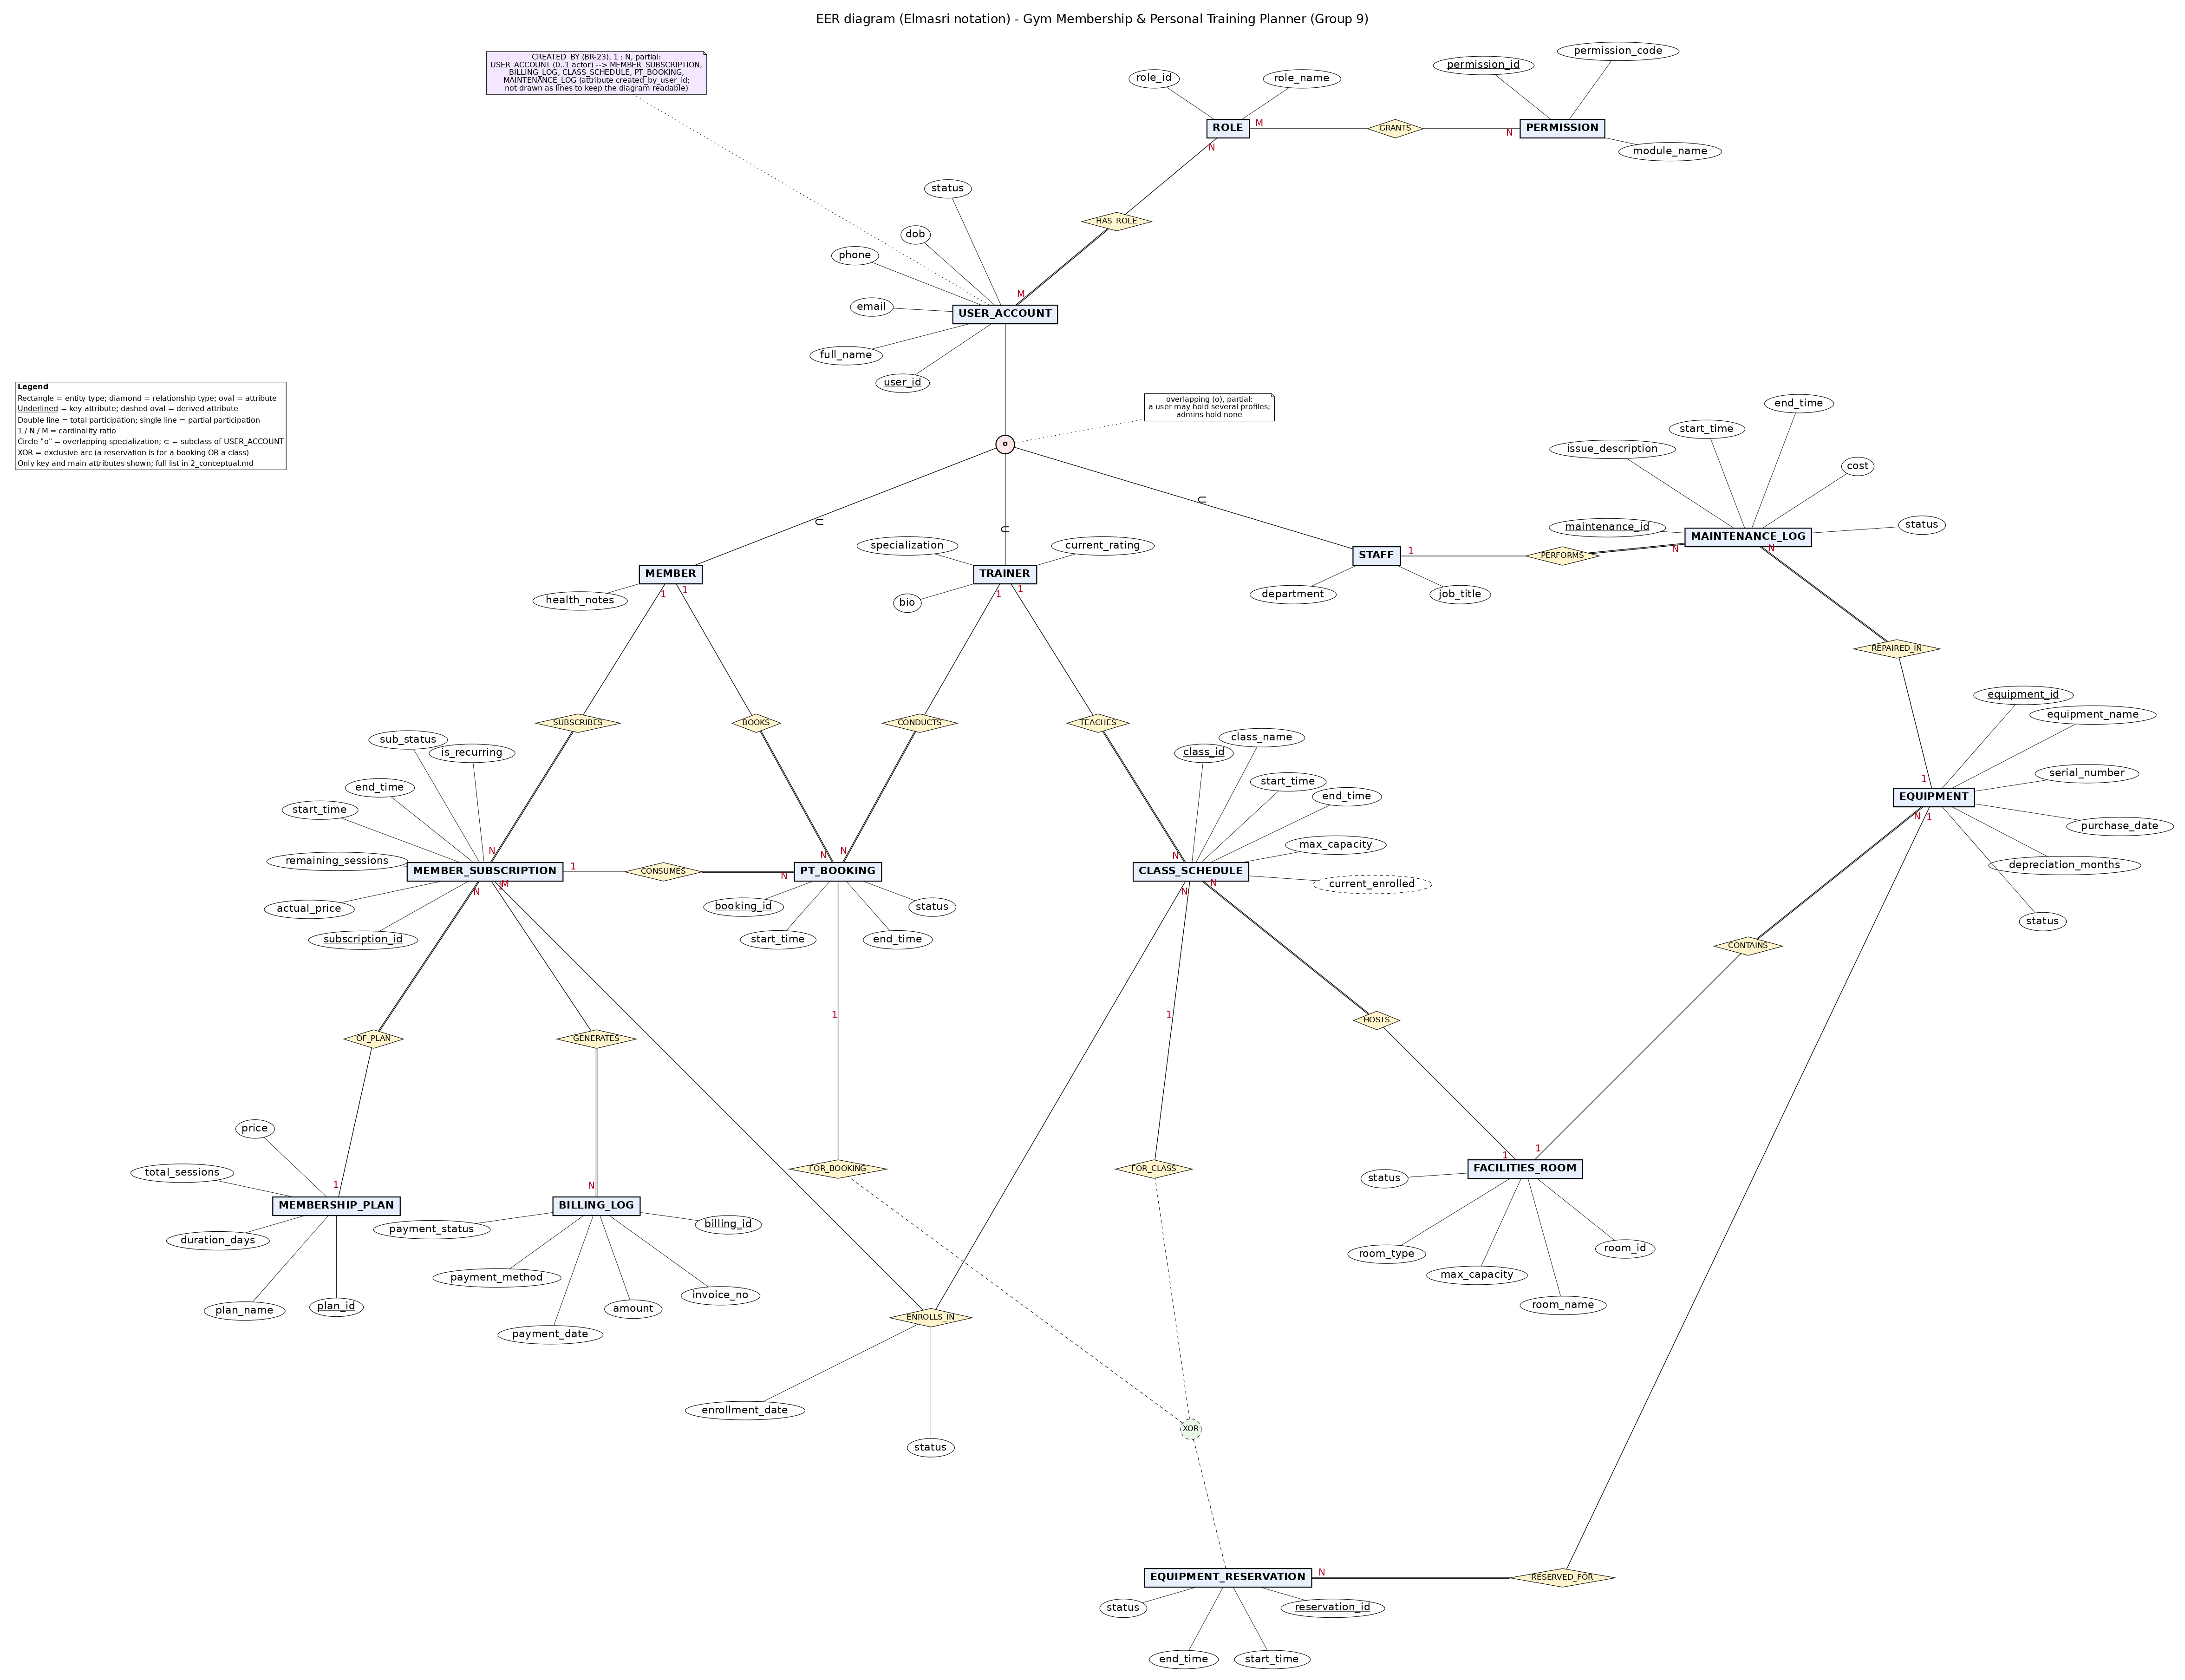 EER diagram (Elmasri notation) - Gym Membership & Personal Training Planner (Group 9)
CREATED_BY (BR-23), 1 : N, partial:
USER_ACCOUNT (0..1 actor) --> MEMBER_SUBSCRIPTION,
BILLING_LOG, CLASS_SCHEDULE, PT_BOOKING,
MAINTENANCE_LOG (attribute created_by_user_id;
not drawn as lines to keep the diagram readable)
role_id
role_name
permission_id
permission_code
ROLE
M
GRANTS
N
PERMISSION
module_name
N
status
HAS_ROLE
dob
phone
M
email
USER_ACCOUNT
full_name
user_id
Legend
Rectangle = entity type; diamond = relationship type; oval = attribute
Underlined = key attribute; dashed oval = derived attribute
Double line = total participation; single line = partial participation
1 / N / M = cardinality ratio
Circle "o" = overlapping specialization; ⊂ = subclass of USER_ACCOUNT
XOR = exclusive arc (a reservation is for a booking OR a class)
Only key and main attributes shown; full list in 2_conceptual.md
overlapping (o), partial:
a user may hold several profiles;
admins hold none
o
⊂
⊂
⊂
end_time
start_time
issue_description
cost
maintenance_id
status
MAINTENANCE_LOG
specialization
current_rating
STAFF
1
PERFORMS
N
N
MEMBER
TRAINER
health_notes
1
1
bio
1
1
department
job_title
REPAIRED_IN
equipment_id
equipment_name
SUBSCRIBES
BOOKS
CONDUCTS
TEACHES
sub_status
is_recurring
class_id
class_name
end_time
start_time
start_time
end_time
serial_number
1
EQUIPMENT
N
1
purchase_date
depreciation_months
status
remaining_sessions
N
N
N
N
max_capacity
MEMBER_SUBSCRIPTION
1
CONSUMES
N
PT_BOOKING
CLASS_SCHEDULE
current_enrolled
N
1
M
N
N
actual_price
subscription_id
booking_id
status
start_time
end_time
CONTAINS
1
1
HOSTS
OF_PLAN
GENERATES
price
total_sessions
1
MEMBERSHIP_PLAN
duration_days
plan_name
plan_id
N
BILLING_LOG
payment_status
billing_id
payment_method
invoice_no
amount
payment_date
FOR_BOOKING
FOR_CLASS
1
1
FACILITIES_ROOM
status
room_type
room_id
max_capacity
room_name
ENROLLS_IN
enrollment_date
status
XOR
EQUIPMENT_RESERVATION
N
RESERVED_FOR
status
reservation_id
end_time
start_time